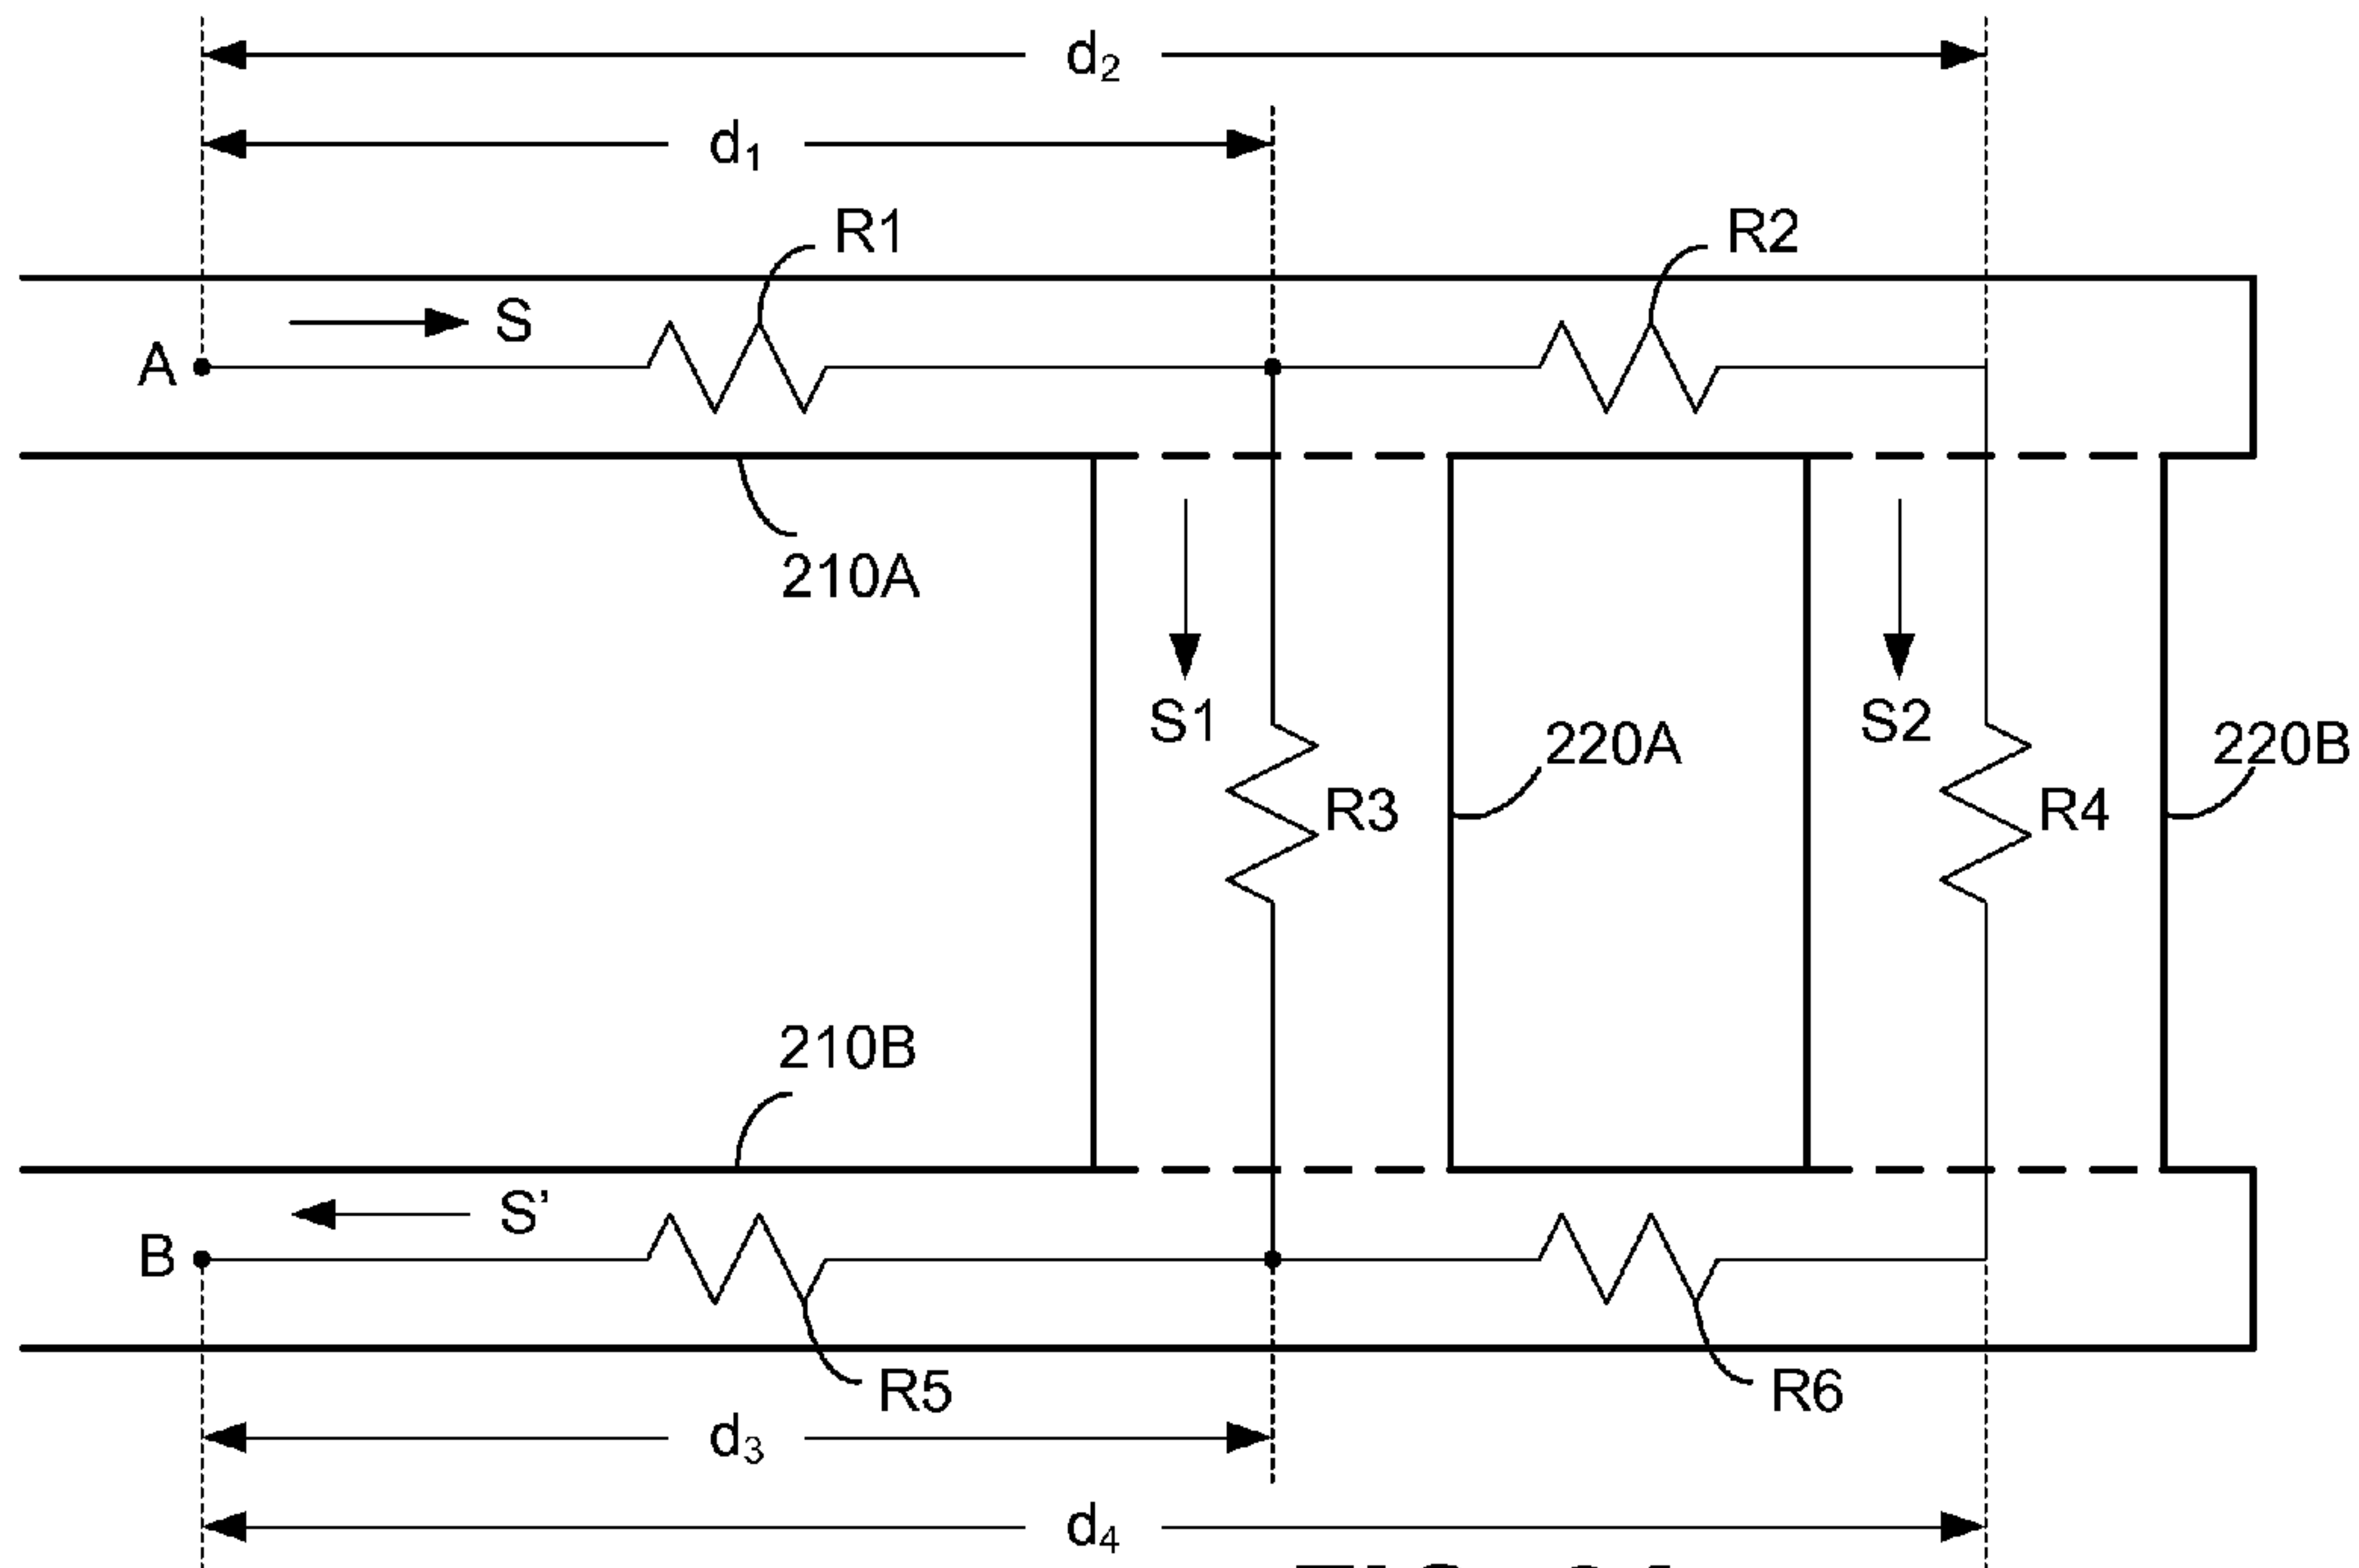 d₂
d₁
R1
R2
S
A
210A
S1
S2
220A
220B
R3
R4
210B
S’
B
R5
R6
d₃
d₄